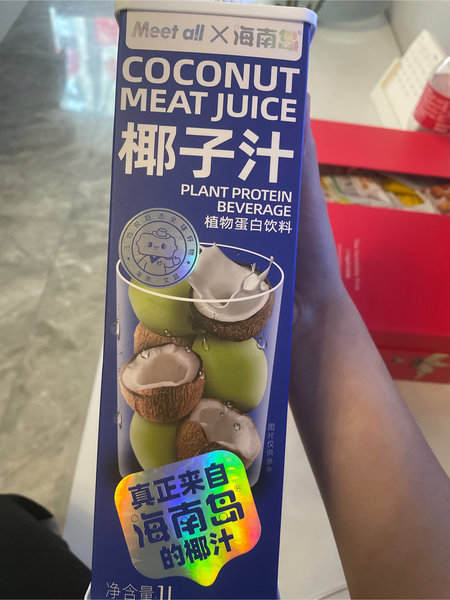 Meet all × 海南岛
COCONUT
MEAT JUICE
椰子汁
PLANT PROTEIN
BEVERAGE
植物蛋白饮料
图片仅供参考
真正来自
海南岛
的椰汁
净含量:1L